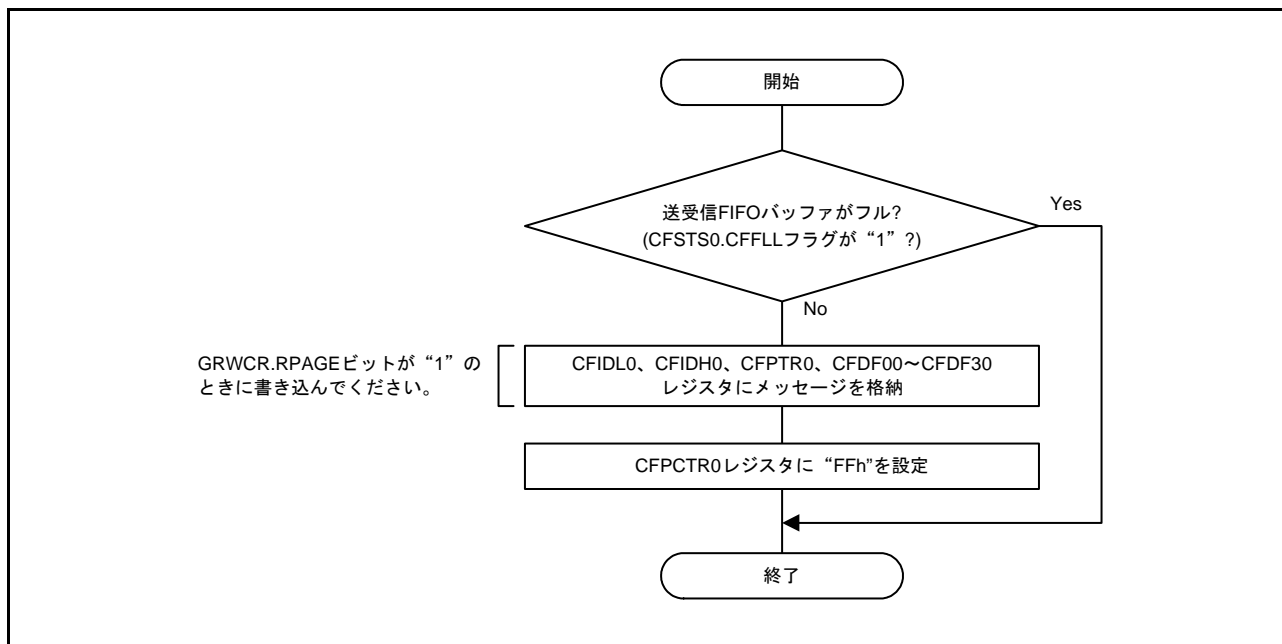 開始
送受信FIFOバッファがフル?
(CFSTS0.CFFLLフラグが“1”?)
Yes
No
GRWCR.RPAGEビットが“1”の
ときに書き込んでください。
CFIDL0、CFIDH0、CFPTR0、CFDF00～CFDF30
レジスタにメッセージを格納
CFPCTR0レジスタに“FFh”を設定
終了